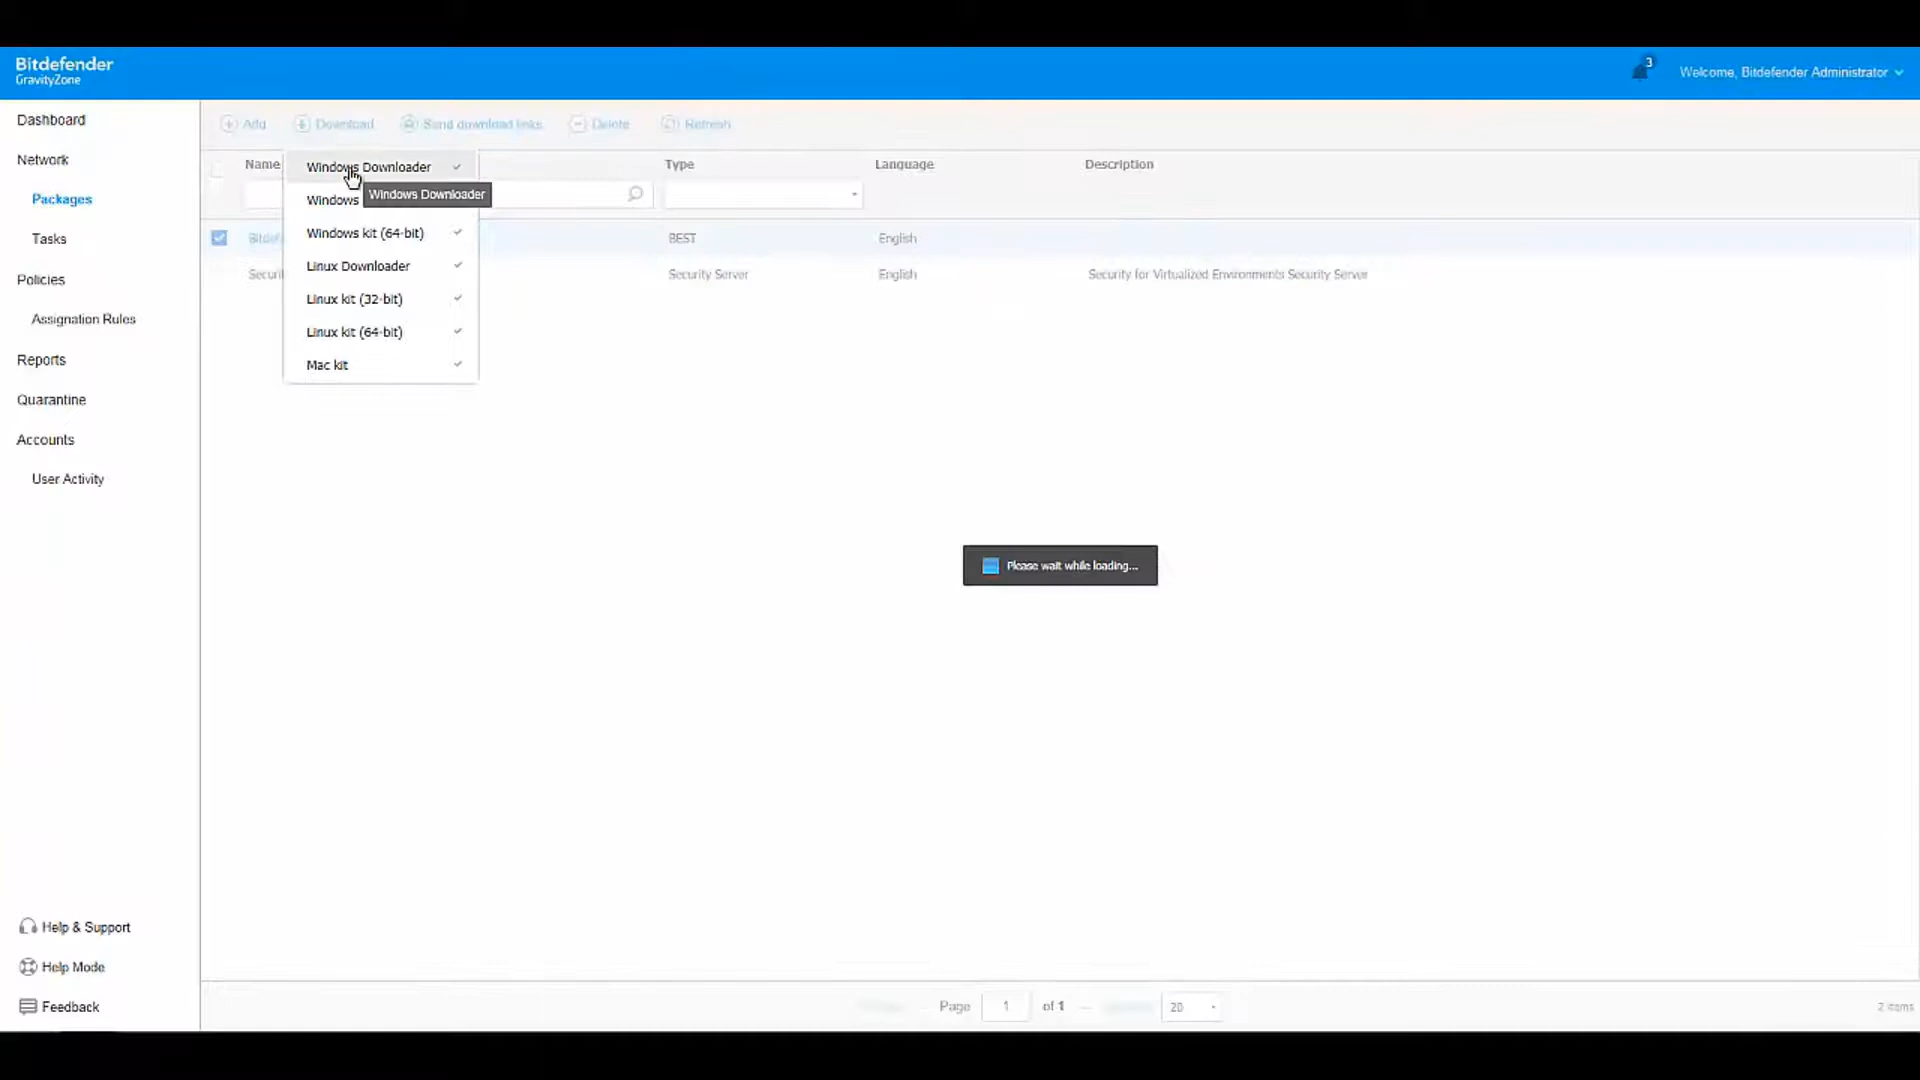 Bitdefender
GravityZone
3
Welcome, Bitdefender Administrator
Dashboard
Network
Packages
Tasks
Policies
Assignation Rules
Reports
Quarantine
Accounts
User Activity
Help & Support
Help Mode
Feedback
Add
Download
Send download links
Delete
Refresh
Name
Type
Language
Description
Windows Downloader
Windows Downloader
Windows
Windows kit (64-bit)
Linux Downloader
Linux kit (32-bit)
Linux kit (64-bit)
Mac kit
BEST
English
Security Server
English
Security for Virtualized Environments Security Server
Please wait while loading...
Page
1
of 1
20
2 items